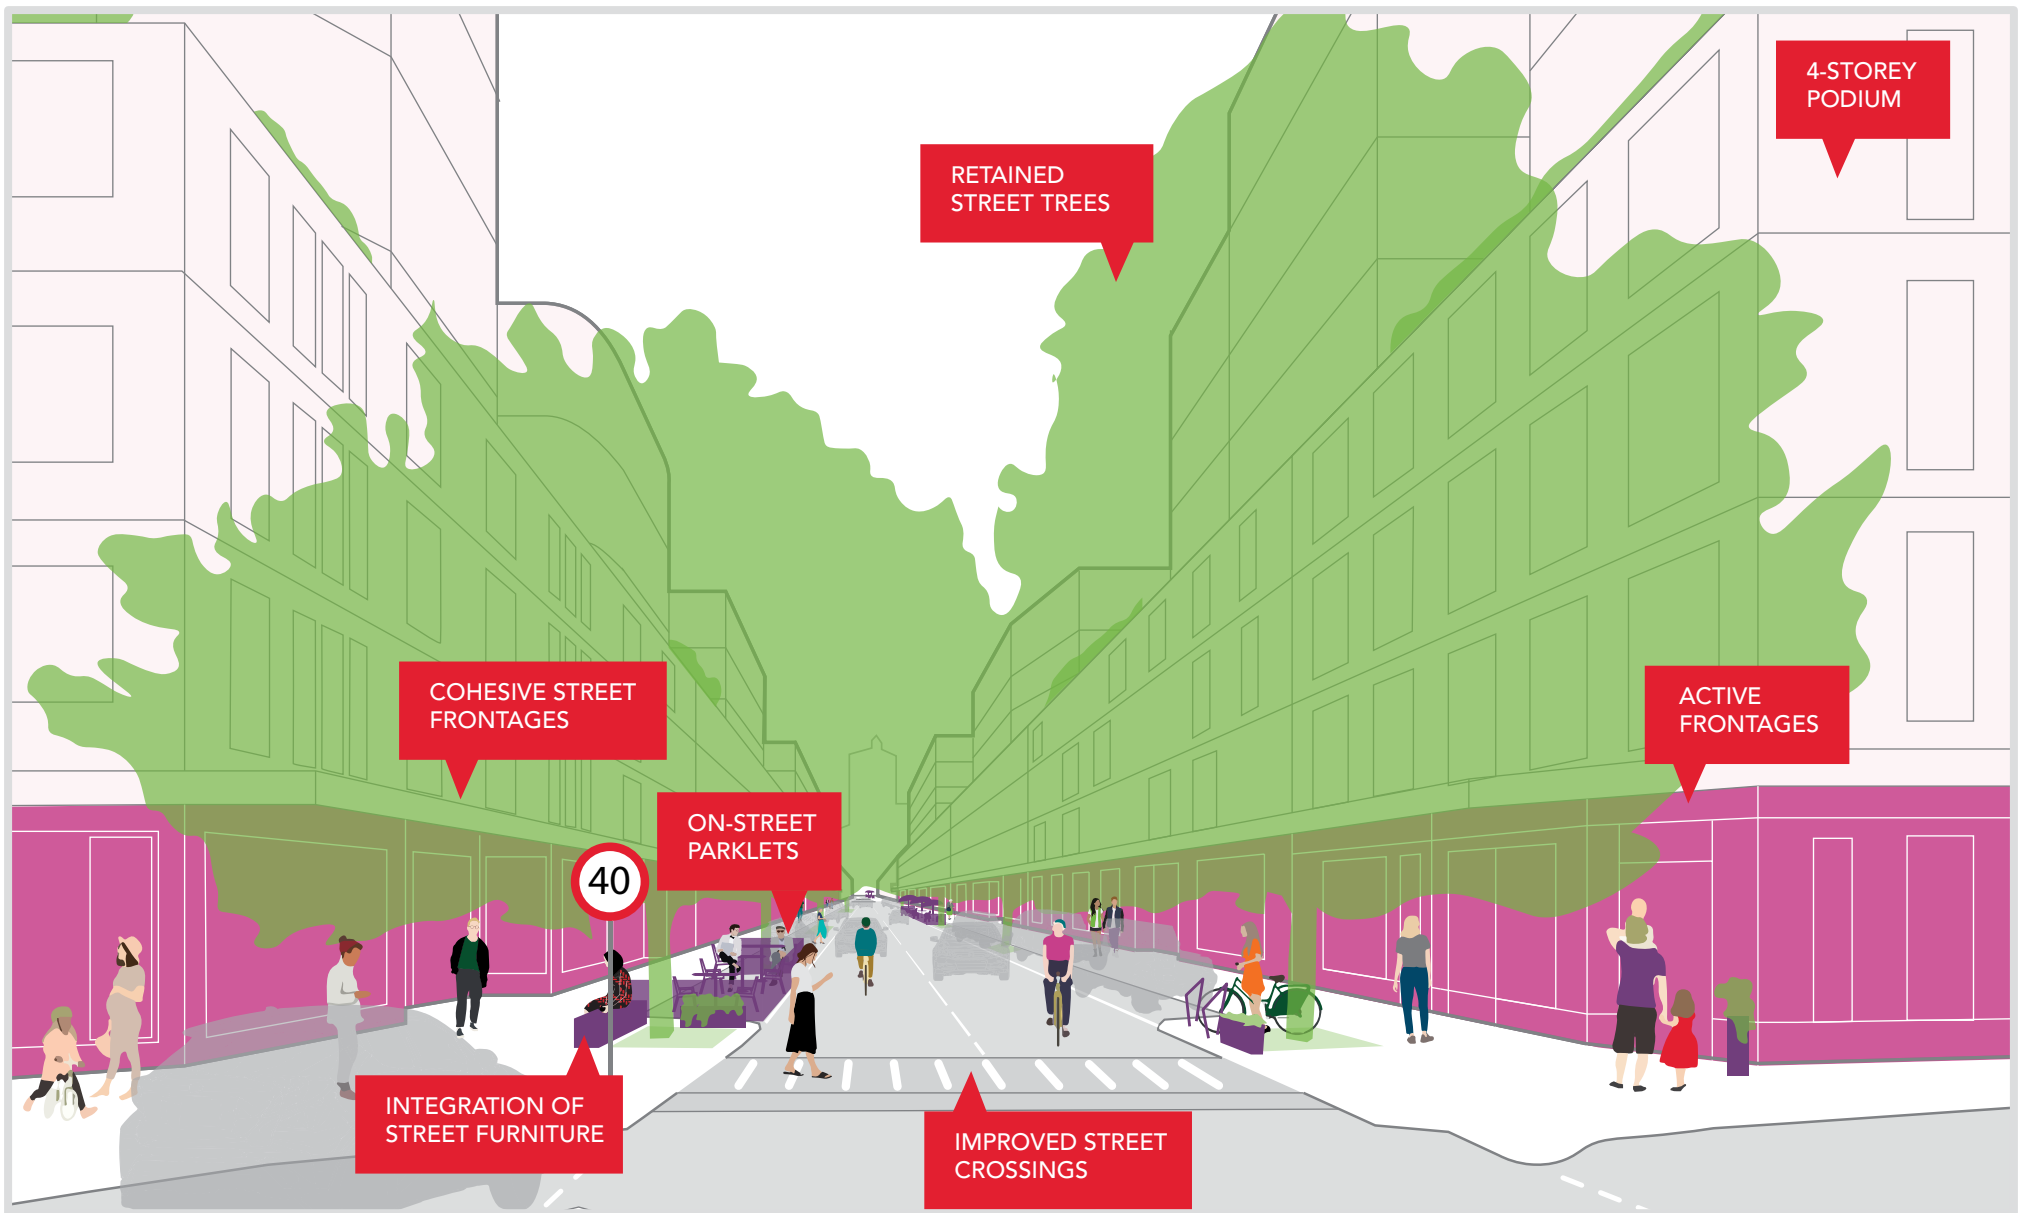 4-STOREY
PODIUM
RETAINED
STREET TREES
COHESIVE STREET
FRONTAGES
ACTIVE
FRONTAGES
ON-STREET
PARKLETS
40
INTEGRATION OF
STREET FURNITURE
IMPROVED STREET
CROSSINGS